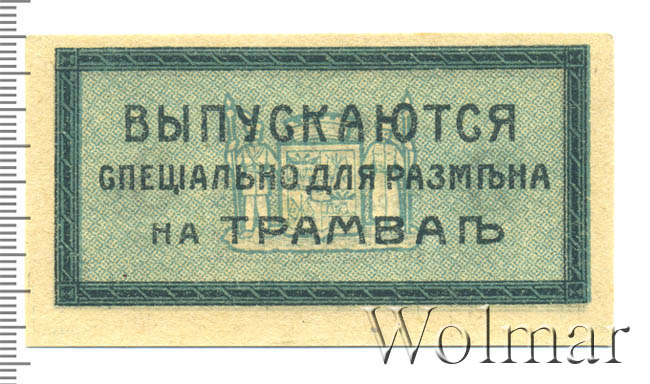 ВЫПУСКАЮТСЯ
СПЕЦІАЛЬНО ДЛЯ РАЗМѢНА
НА ТРАМВАѢ
Wolmar